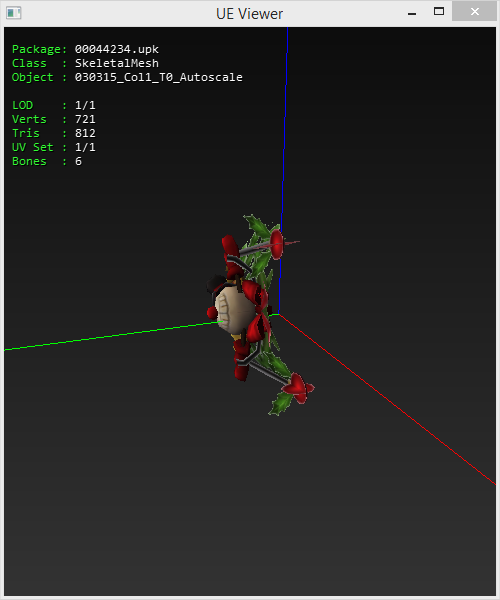 UE Viewer
Package: 00044234.upk
Class  : SkeletalMesh
Object : 030315_Col1_T0_Autoscale
LOD    : 1/1
Verts  : 721
Tris   : 812
UV Set : 1/1
Bones  : 6